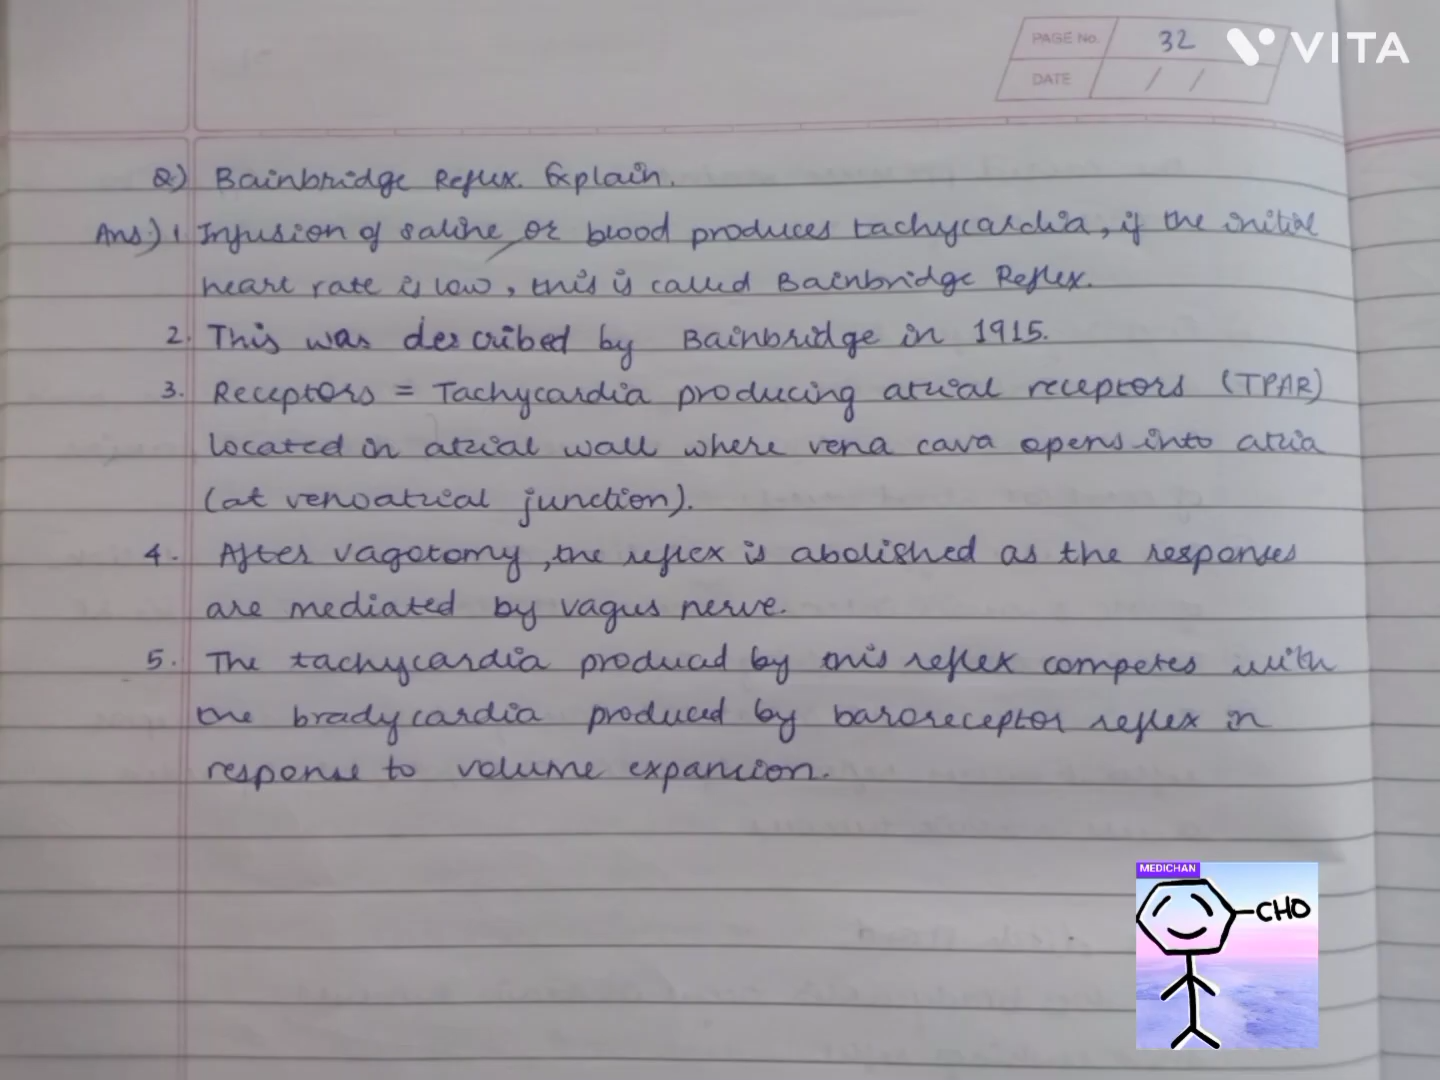 PAGE No. 32
VITA
DATE / /
Q) Bainbridge Reflex. Explain.
Ans.) 1. Infusion of saline or blood produces tachycardia, if the initial
heart rate is low, this is called Bainbridge Reflex.
2. This was described by Bainbridge in 1915.
3. Receptors = Tachycardia producing atrial receptors (TPAR)
located in atrial wall where vena cava opens into atria
(at venoatrial junction).
4. After vagotomy, the reflex is abolished as the responses
are mediated by vagus nerve.
5. The tachycardia produced by this reflex competes with
the bradycardia produced by baroreceptor reflex in
response to volume expansion.
MEDICHAN
-CHO